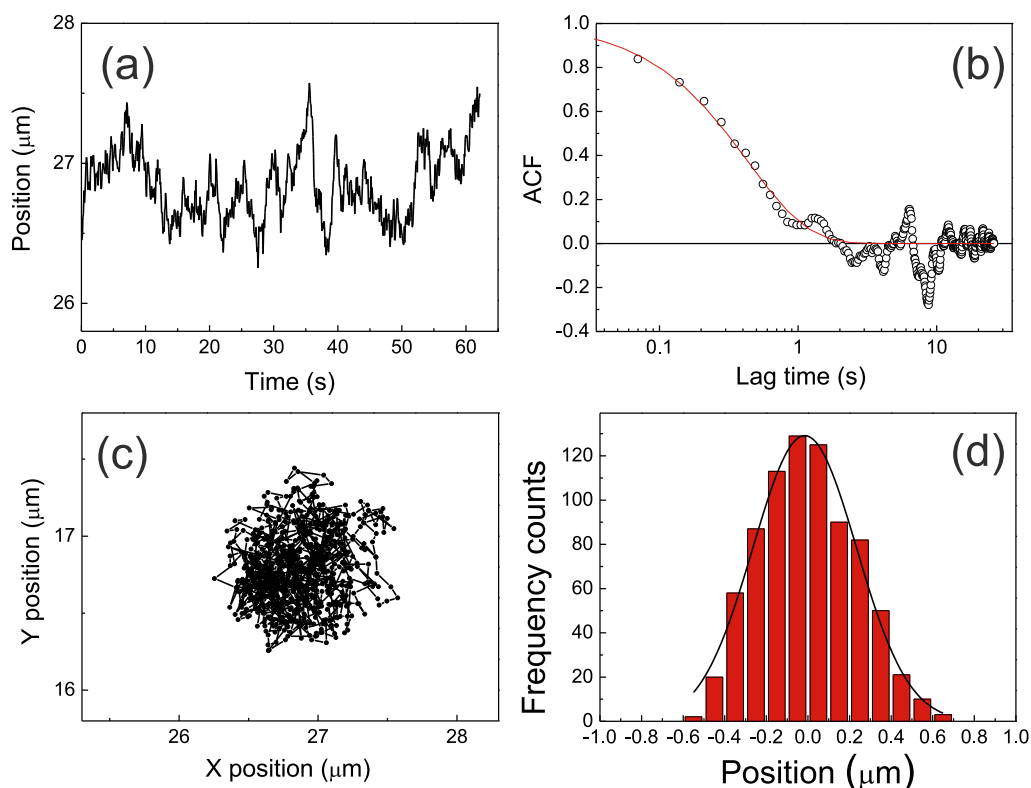 (a)
Position (μm)
28
27
26
0 10 20 30 40 50 60
Time (s)
(b)
ACF
1.0
0.8
0.6
0.4
0.2
0.0
-0.2
-0.4
0.1 1 10
Lag time (s)
(c)
Y position (μm)
17
16
26 27 28
X position (μm)
(d)
Frequency counts
120
100
80
60
40
20
0
-1.0 -0.8 -0.6 -0.4 -0.2 0.0 0.2 0.4 0.6 0.8 1.0
Position (μm)